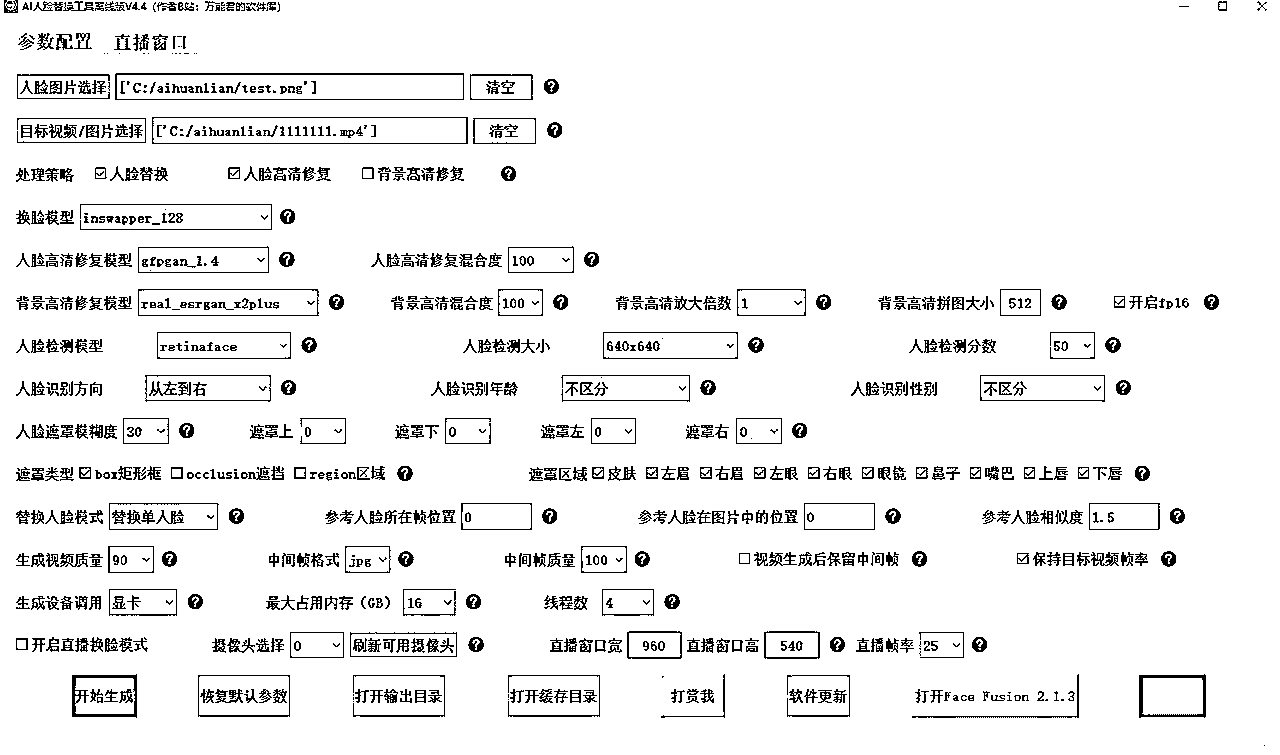 AI人脸替换工具离线版V4.4 (作者B站：万能君的软件库)
参数配置 直播窗口
人脸图片选择 ['C:/aihuanlian/test.png'] 清空
目标视频/图片选择 ['C:/aihuanlian/1111111.mp4'] 清空
处理策略 人脸替换 人脸高清修复 背景高清修复
换脸模型 inswapper_128
人脸高清修复模型 gfpgan_1.4 人脸高清修复混合度 100
背景高清修复模型 real_esrgan_x2plus 背景高清混合度 100 背景高清放大倍数 1 背景高清拼图大小 512 开启fp16
人脸检测模型 retinaface 人脸检测大小 640x640 人脸检测分数 50
人脸识别方向 从左到右 人脸识别年龄 不区分 人脸识别性别 不区分
人脸遮罩模糊度 30 遮罩上 0 遮罩下 0 遮罩左 0 遮罩右 0
遮罩类型 box矩形框 occlusion遮挡 region区域 遮罩区域 皮肤 左眉 右眉 左眼 右眼 眼镜 鼻子 嘴巴 上唇 下唇
替换人脸模式 替换单人脸 参考人脸所在帧位置 0 参考人脸在图片中的位置 0 参考人脸相似度 1.5
生成视频质量 90 中间帧格式 jpg 中间帧质量 100 视频生成后保留中间帧 保持目标视频帧率
生成设备调用 显卡 最大占用内存（GB） 16 线程数 4
开启直播换脸模式 摄像头选择 0 刷新可用摄像头 直播窗口宽 960 直播窗口高 540 直播帧率 25
开始生成 恢复默认参数 打开输出目录 打开缓存目录 打赏我 软件更新 打开Face Fusion 2.1.3